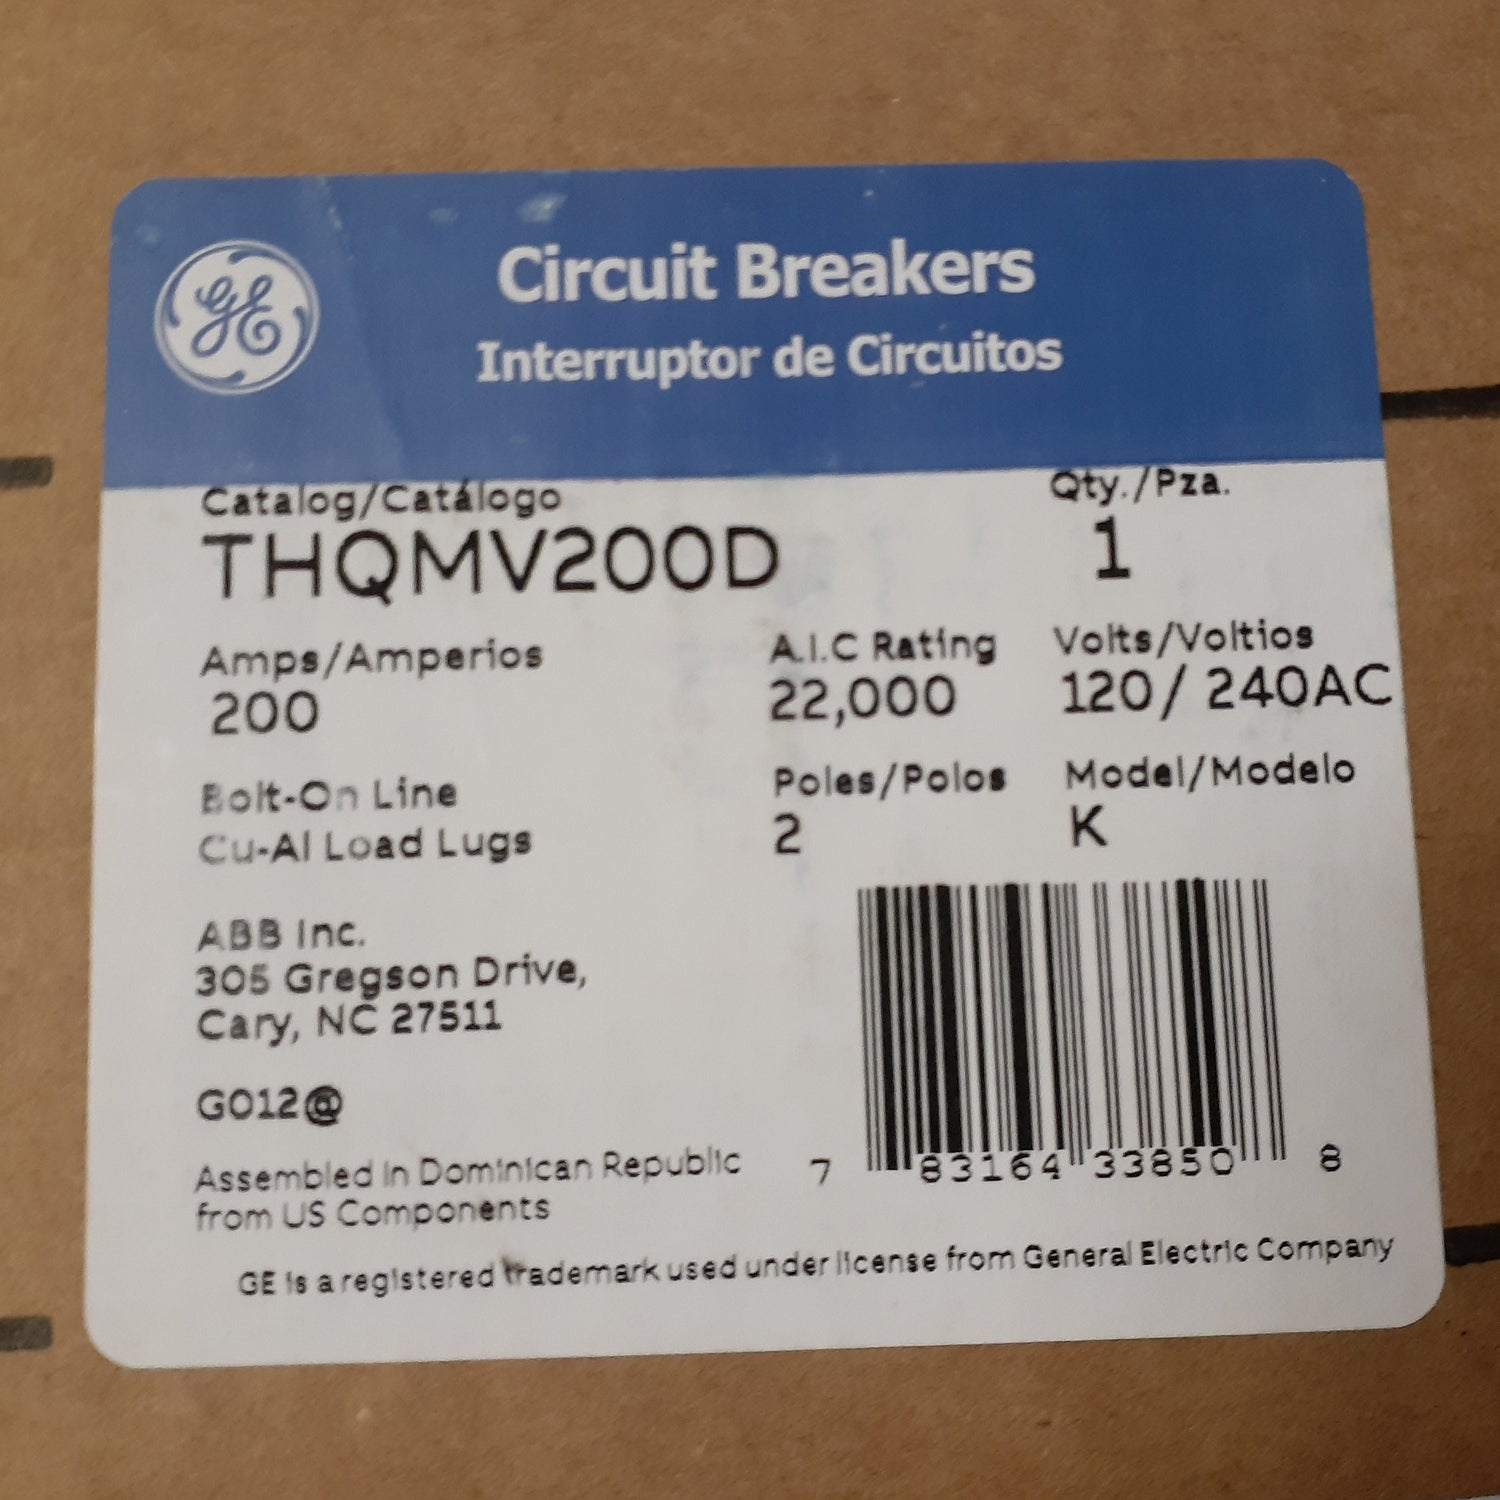 GE
Circuit Breakers
Interruptor de Circuitos
Catalog/Catálogo
THQMV200D
Qty./Pza.
1
Amps/Amperios
200
A.I.C Rating
22,000
Volts/Voltios
120/ 240AC
Bolt-On Line
Cu-Al Load Lugs
Poles/Polos
2
Model/Modelo
K
ABB Inc.
305 Gregson Drive,
Cary, NC 27511
G012@
Assembled in Dominican Republic
from US Components
7 83164 33850 8
GE is a registered trademark used under license from General Electric Company